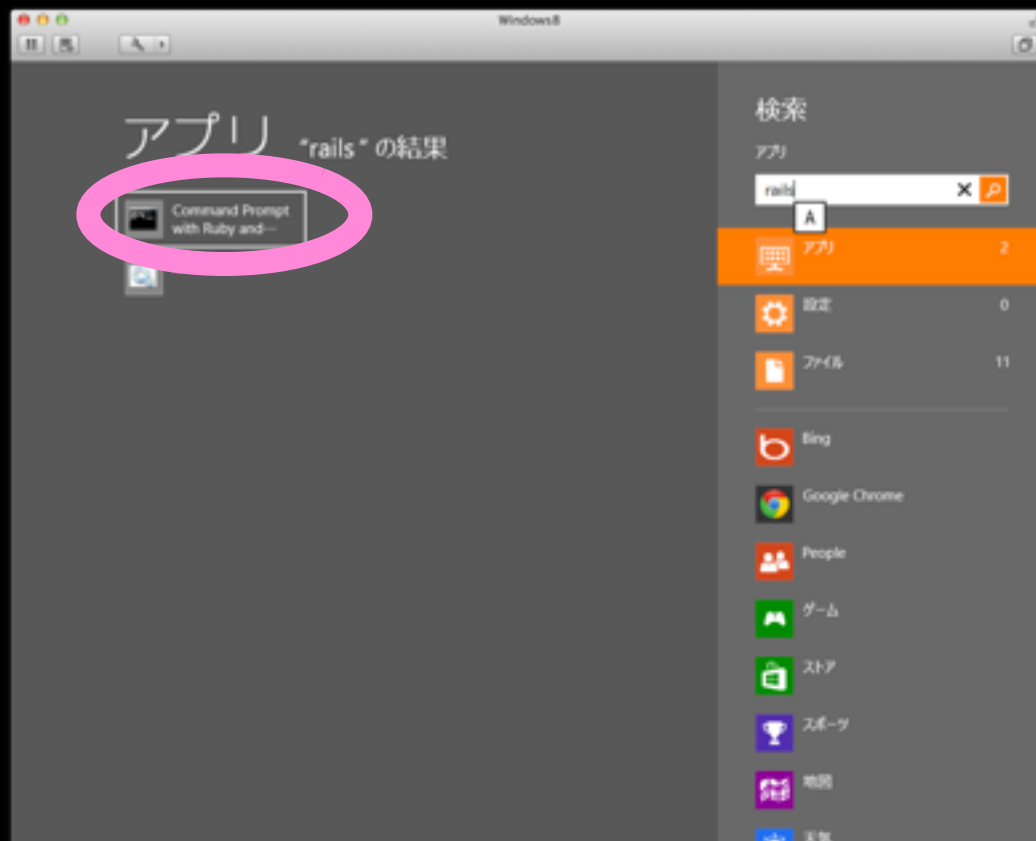 Windows8
アプリ "rails" の結果
Command Prompt
with Ruby and…
検索
アプリ
rails
A
アプリ 2
設定 0
ファイル 11
Bing
Google Chrome
People
ゲーム
ストア
スポーツ
地図
天気